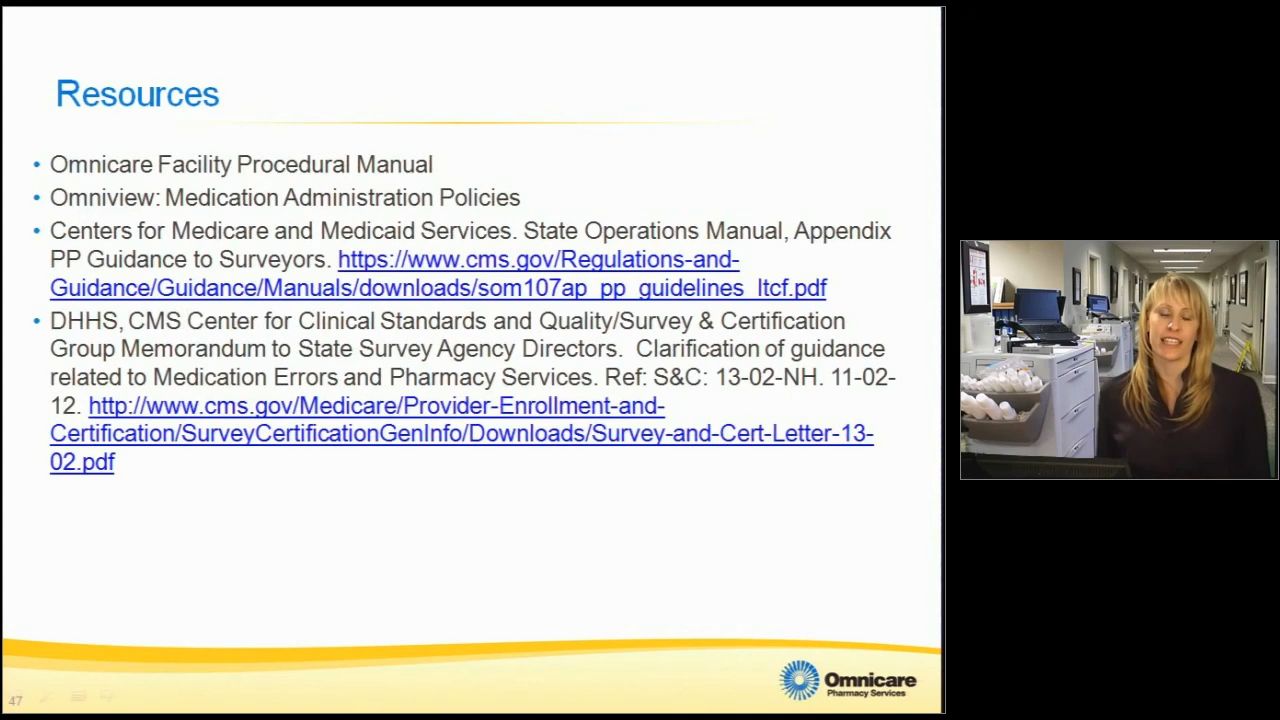 Resources
• Omnicare Facility Procedural Manual
• Omniview: Medication Administration Policies
• Centers for Medicare and Medicaid Services. State Operations Manual, Appendix
PP Guidance to Surveyors. https://www.cms.gov/Regulations-and-
Guidance/Guidance/Manuals/downloads/som107ap_pp_guidelines_ltcf.pdf
• DHHS, CMS Center for Clinical Standards and Quality/Survey & Certification
Group Memorandum to State Survey Agency Directors.  Clarification of guidance
related to Medication Errors and Pharmacy Services. Ref: S&C: 13-02-NH. 11-02-
12. http://www.cms.gov/Medicare/Provider-Enrollment-and-
Certification/SurveyCertificationGenInfo/Downloads/Survey-and-Cert-Letter-13-
02.pdf
Omnicare
Pharmacy Services
47